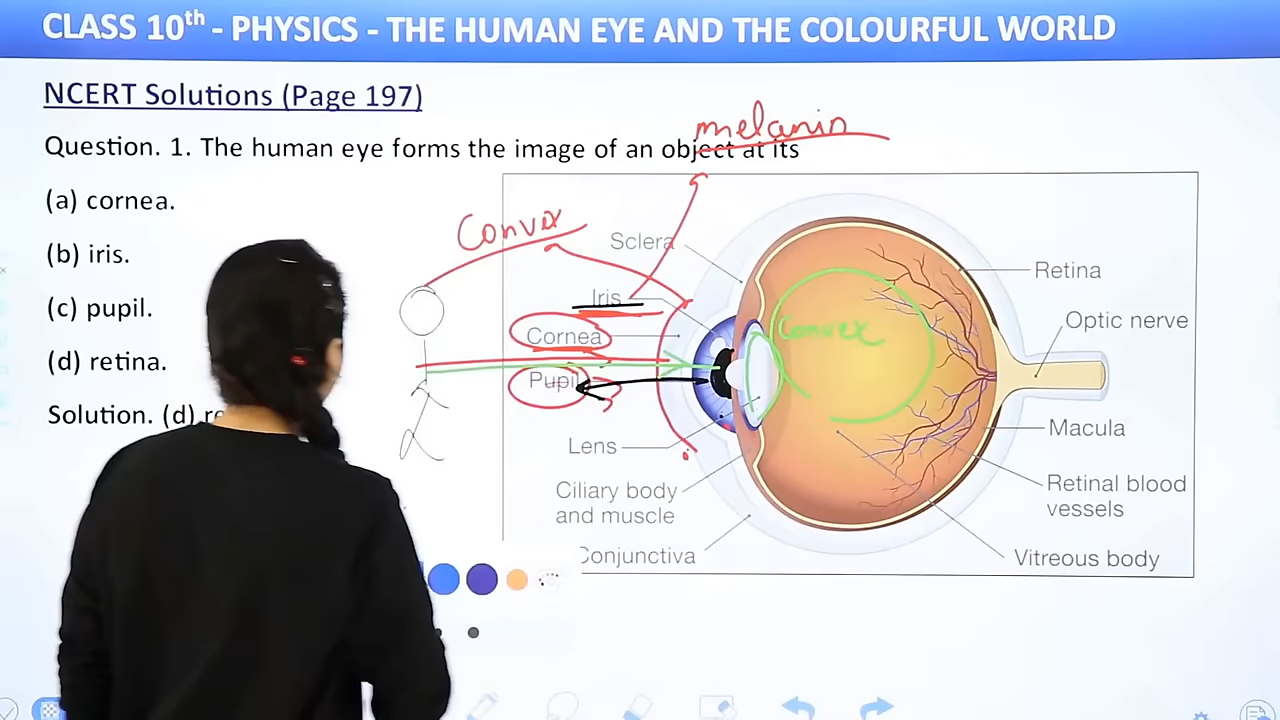 CLASS 10th - PHYSICS - THE HUMAN EYE AND THE COLOURFUL WORLD
NCERT Solutions (Page 197)
melanin
Question. 1. The human eye forms the image of an object at its
(a) cornea.
Convex
Sclera
(b) iris.
Retina
Iris
(c) pupil.
Optic nerve
Cornea
Convex
(d) retina.
Pupil
Solution. (d) re
Macula
Lens
Ciliary body
and muscle
Retinal blood
vessels
Conjunctiva
Vitreous body